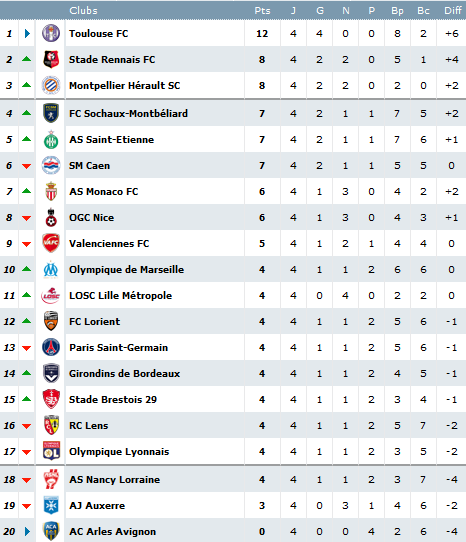 Clubs Pts J G N P Bp Bc Diff
1 Toulouse FC 12 4 4 0 0 8 2 +6
2 Stade Rennais FC 8 4 2 2 0 5 1 +4
3 Montpellier Hérault SC 8 4 2 2 0 2 0 +2
4 FC Sochaux-Montbéliard 7 4 2 1 1 7 5 +2
5 AS Saint-Etienne 7 4 2 1 1 7 6 +1
6 SM Caen 7 4 2 1 1 5 5 0
7 AS Monaco FC 6 4 1 3 0 4 2 +2
8 OGC Nice 6 4 1 3 0 4 3 +1
9 Valenciennes FC 5 4 1 2 1 4 4 0
10 Olympique de Marseille 4 4 1 1 2 6 6 0
11 LOSC Lille Métropole 4 4 0 4 0 2 2 0
12 FC Lorient 4 4 1 1 2 5 6 -1
13 Paris Saint-Germain 4 4 1 1 2 5 6 -1
14 Girondins de Bordeaux 4 4 1 1 2 4 5 -1
15 Stade Brestois 29 4 4 1 1 2 3 4 -1
16 RC Lens 4 4 1 1 2 5 7 -2
17 Olympique Lyonnais 4 4 1 1 2 3 5 -2
18 AS Nancy Lorraine 4 4 1 1 2 3 7 -4
19 AJ Auxerre 3 4 0 3 1 4 6 -2
20 AC Arles Avignon 0 4 0 0 4 2 6 -4